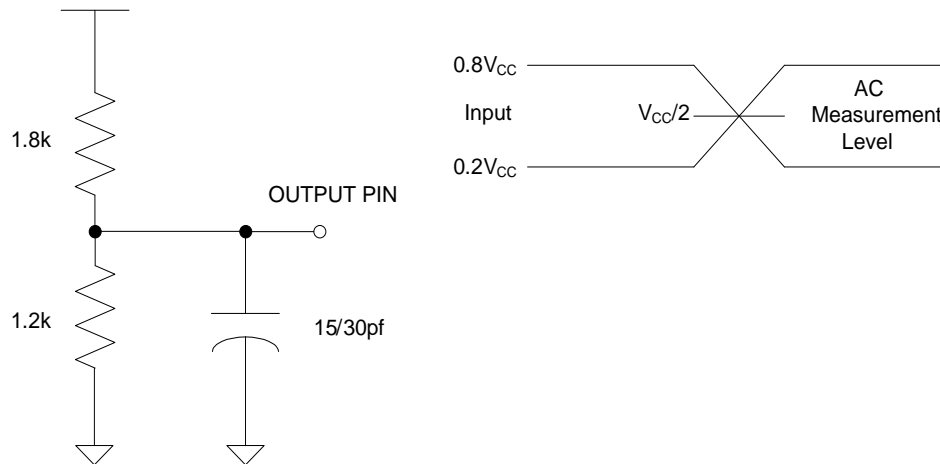 1.8k
OUTPUT PIN
1.2k
15/30pf
0.8VCC
Input
VCC/2
0.2VCC
AC
Measurement
Level